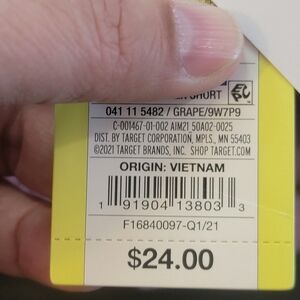 SHORT
041 11 5482 / GRAPE/9W7P9
C-001467-01-002 AIM21 50A02-0025
DIST. BY TARGET CORPORATION, MPLS., MN 55403
©2021 TARGET BRANDS, INC. SHOP TARGET.COM
ORIGIN: VIETNAM
1 91904 13803 3
F16840097-Q1/21
$24.00